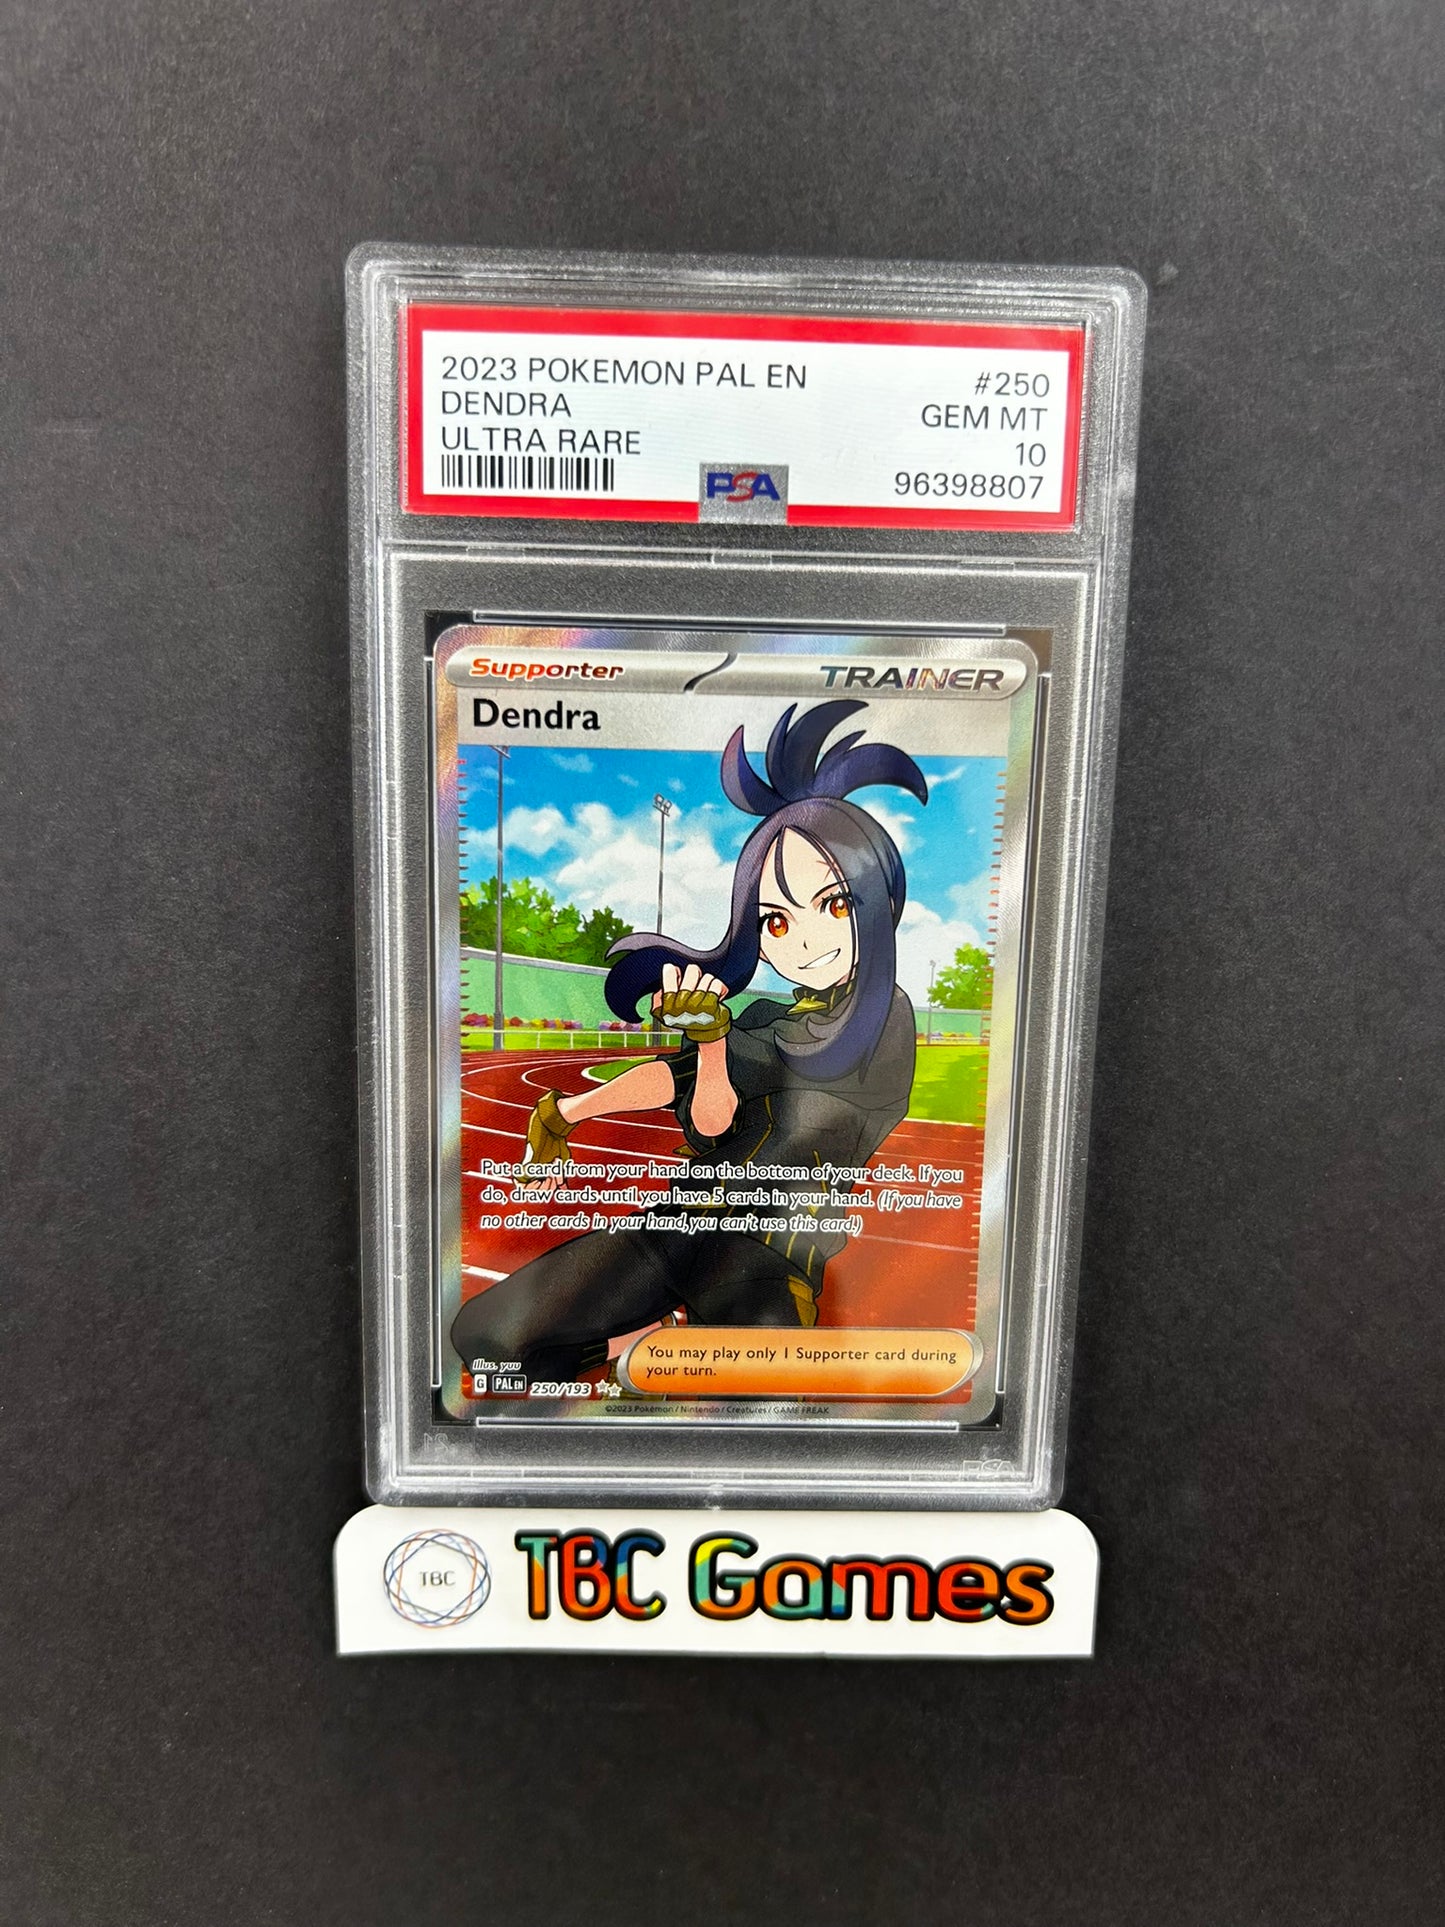 2023 POKEMON PAL EN
#250
DENDRA
GEM MT
ULTRA RARE
10
PSA
96398807
Supporter
TRAINER
Dendra
Put a card from your hand on the bottom of your deck. If you
do, draw cards until you have 5 cards in your hand. (If you have
no other cards in your hand, you can't use this card.)
You may play only 1 Supporter card during
your turn.
Illus. yuu
G PAL EN 250/193
©2023 Pokémon / Nintendo / Creatures / GAME FREAK
PSA
TBC
TBC Games